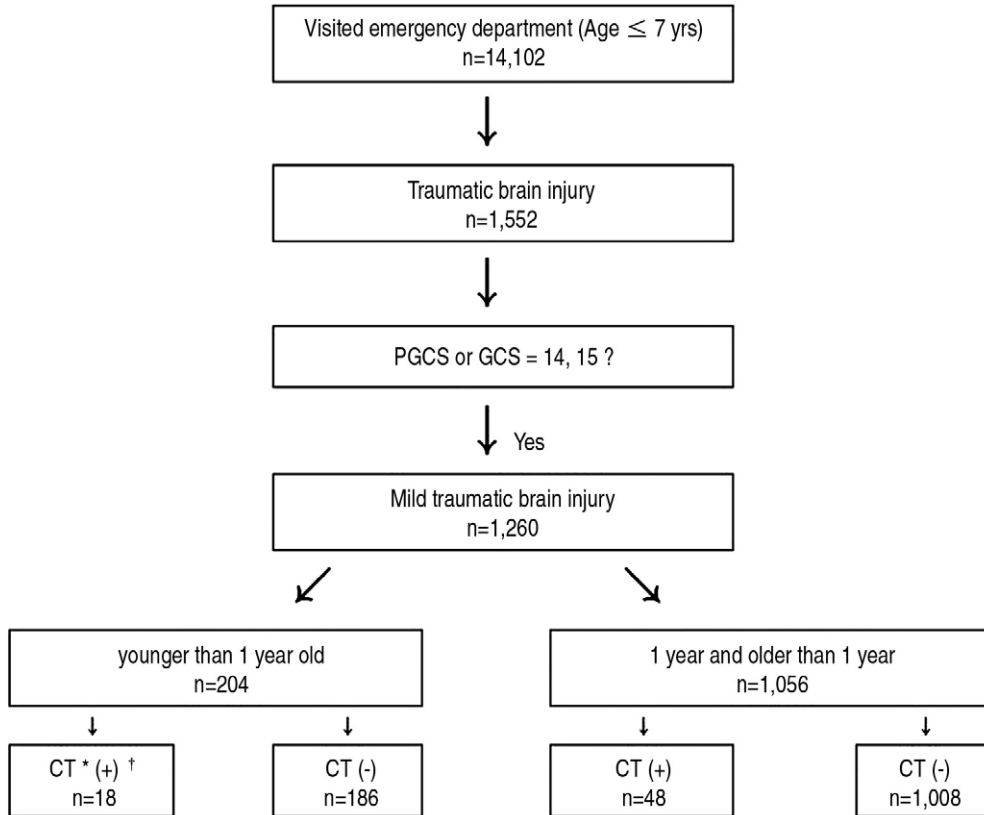 Visited emergency department (Age ≤ 7 yrs)
n=14,102
Traumatic brain injury
n=1,552
PGCS or GCS = 14, 15 ?
Yes
Mild traumatic brain injury
n=1,260
younger than 1 year old
n=204
1 year and older than 1 year
n=1,056
CT * (+) †
n=18
CT (-)
n=186
CT (+)
n=48
CT (-)
n=1,008